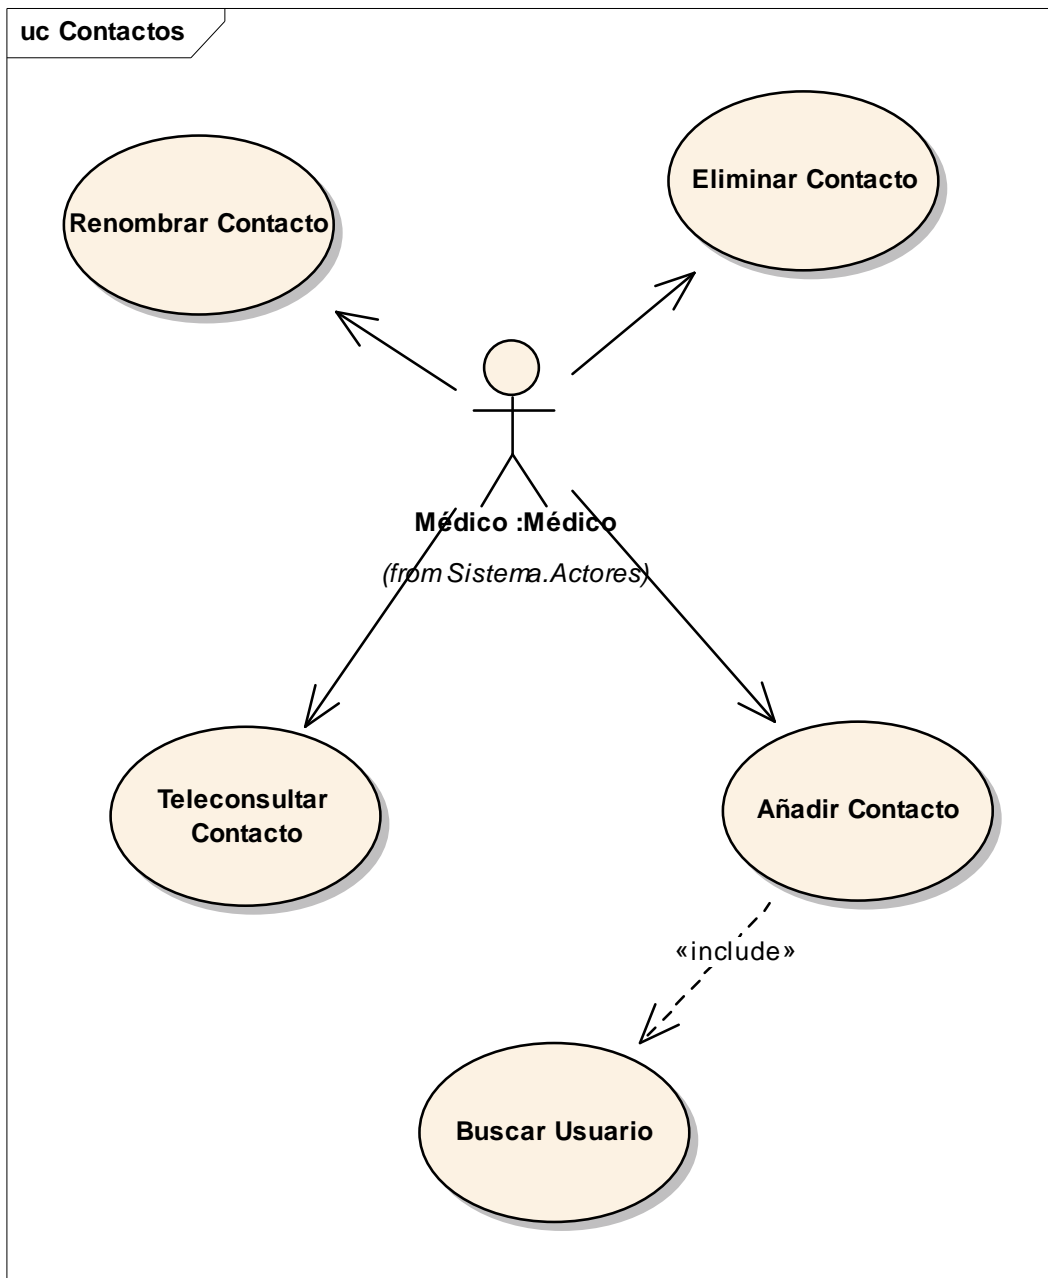 uc Contactos
Eliminar Contacto
Renombrar Contacto
Médico :Médico
(from Sistema.Actores)
Teleconsultar
Contacto
Añadir Contacto
«include»
Buscar Usuario